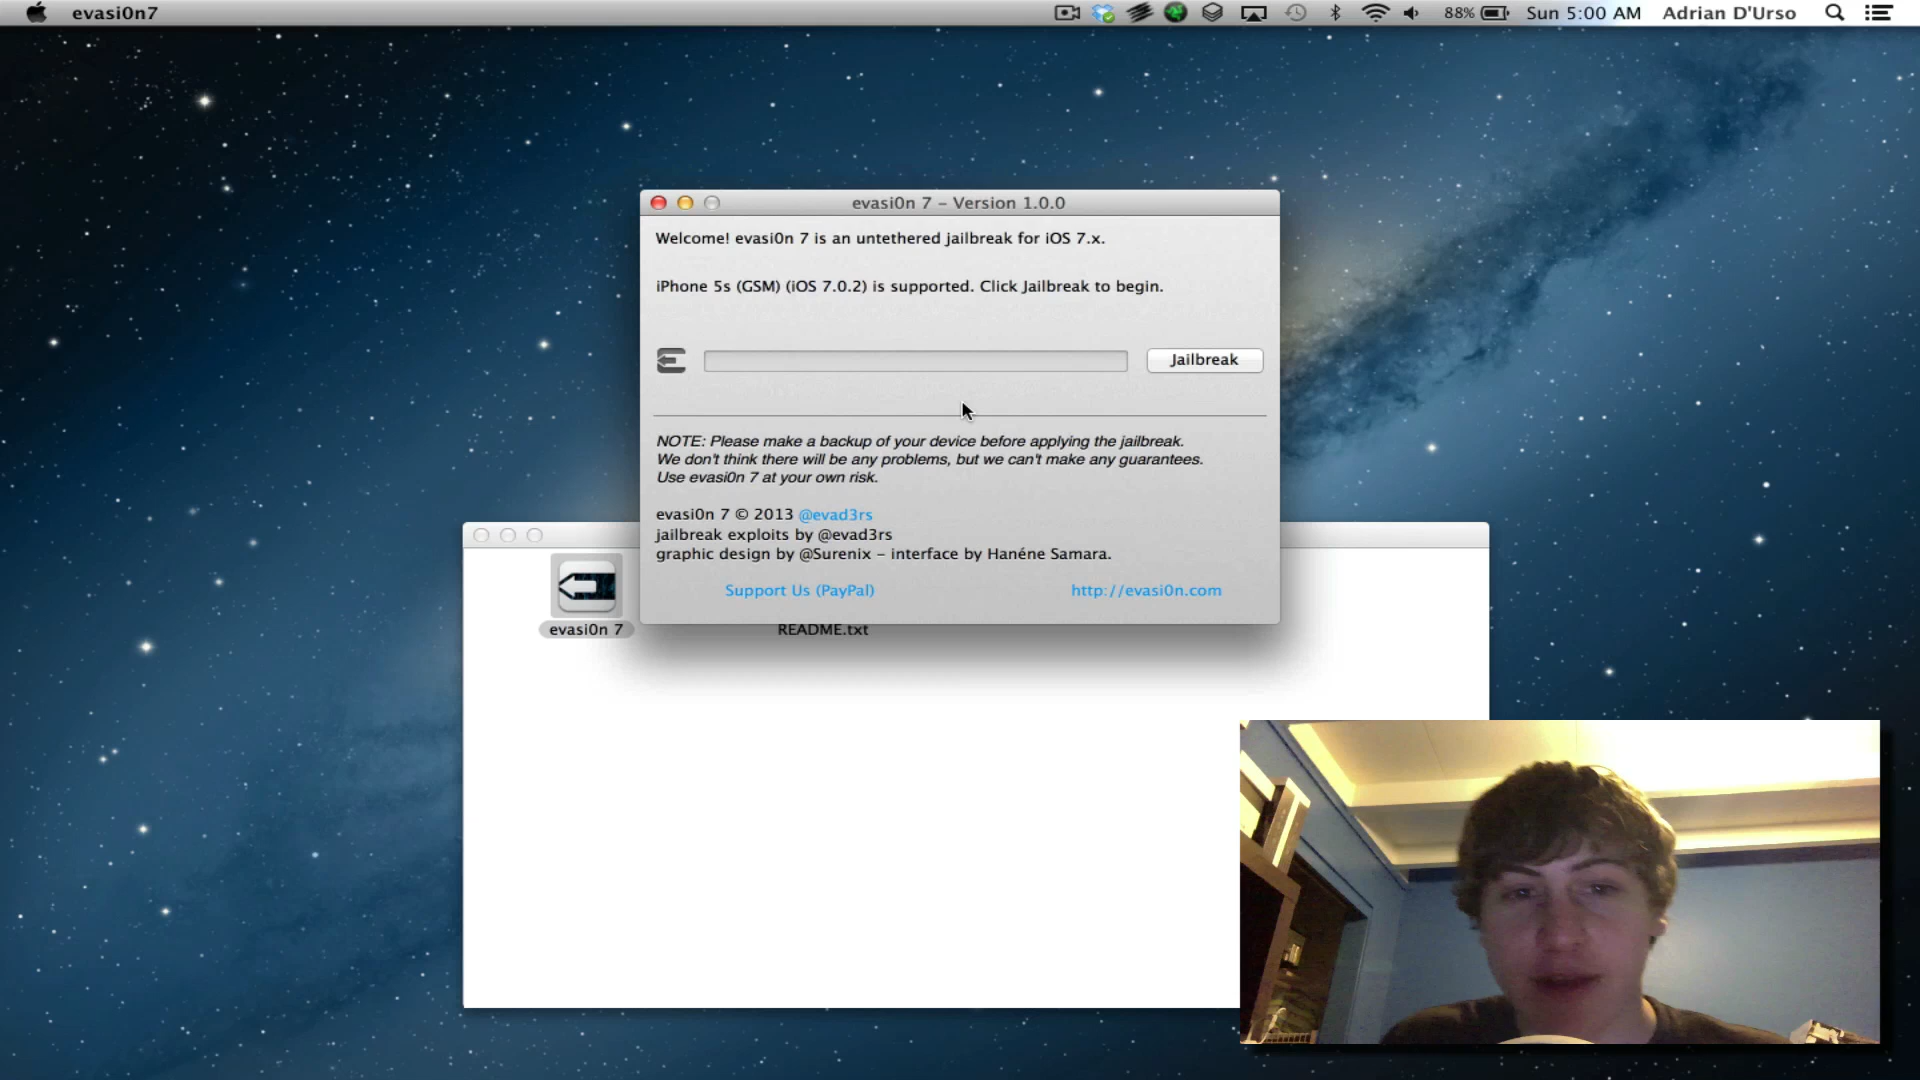 evasi0n7
88%
Sun 5:00 AM
Adrian D'Urso
evasi0n 7 – Version 1.0.0
Welcome! evasi0n 7 is an untethered jailbreak for iOS 7.x.
iPhone 5s (GSM) (iOS 7.0.2) is supported. Click Jailbreak to begin.
Jailbreak
NOTE: Please make a backup of your device before applying the jailbreak.
We don't think there will be any problems, but we can't make any guarantees.
Use evasi0n 7 at your own risk.
evasi0n 7 © 2013 @evad3rs
jailbreak exploits by @evad3rs
graphic design by @Surenix – interface by Hanéne Samara.
Support Us (PayPal)
http://evasi0n.com
evasi0n 7
README.txt